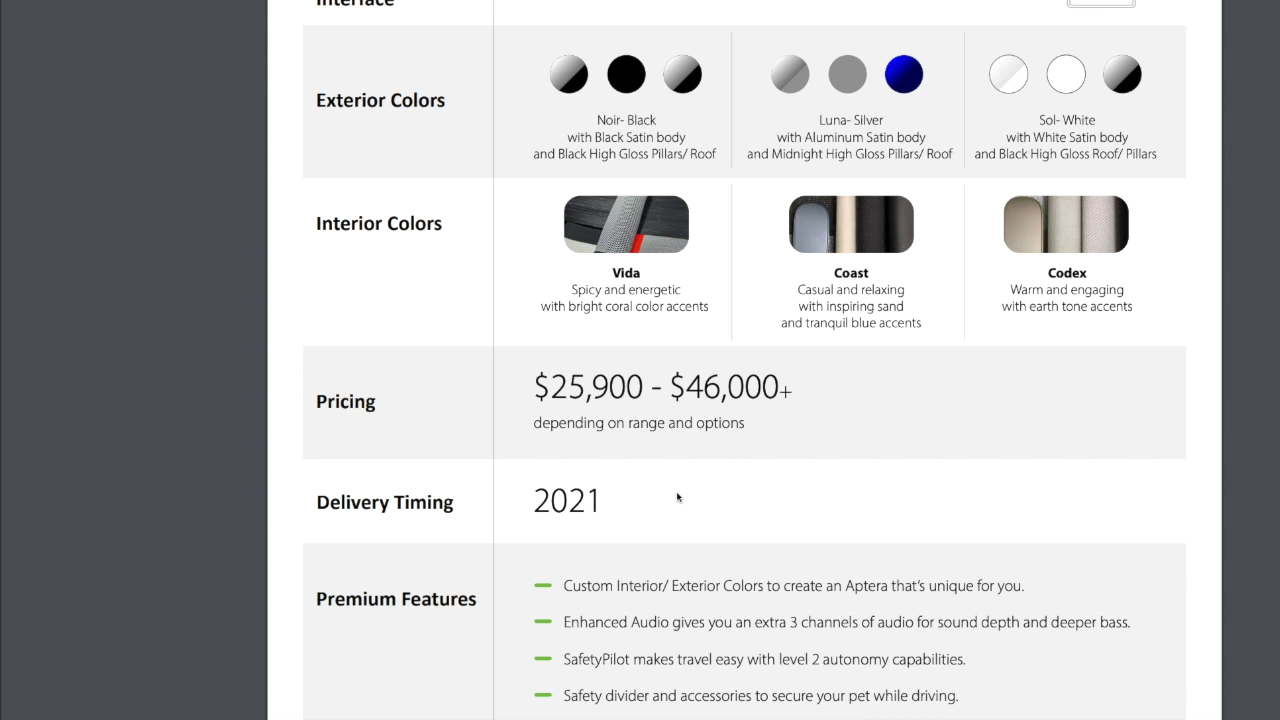 Interface
Exterior Colors
Noir- Black
with Black Satin body
and Black High Gloss Pillars/ Roof
Luna- Silver
with Aluminum Satin body
and Midnight High Gloss Pillars/ Roof
Sol- White
with White Satin body
and Black High Gloss Roof/ Pillars
Interior Colors
Vida
Spicy and energetic
with bright coral color accents
Coast
Casual and relaxing
with inspiring sand
and tranquil blue accents
Codex
Warm and engaging
with earth tone accents
Pricing
$25,900 - $46,000+
depending on range and options
Delivery Timing
2021
Premium Features
Custom Interior/ Exterior Colors to create an Aptera that’s unique for you.
Enhanced Audio gives you an extra 3 channels of audio for sound depth and deeper bass.
SafetyPilot makes travel easy with level 2 autonomy capabilities.
Safety divider and accessories to secure your pet while driving.